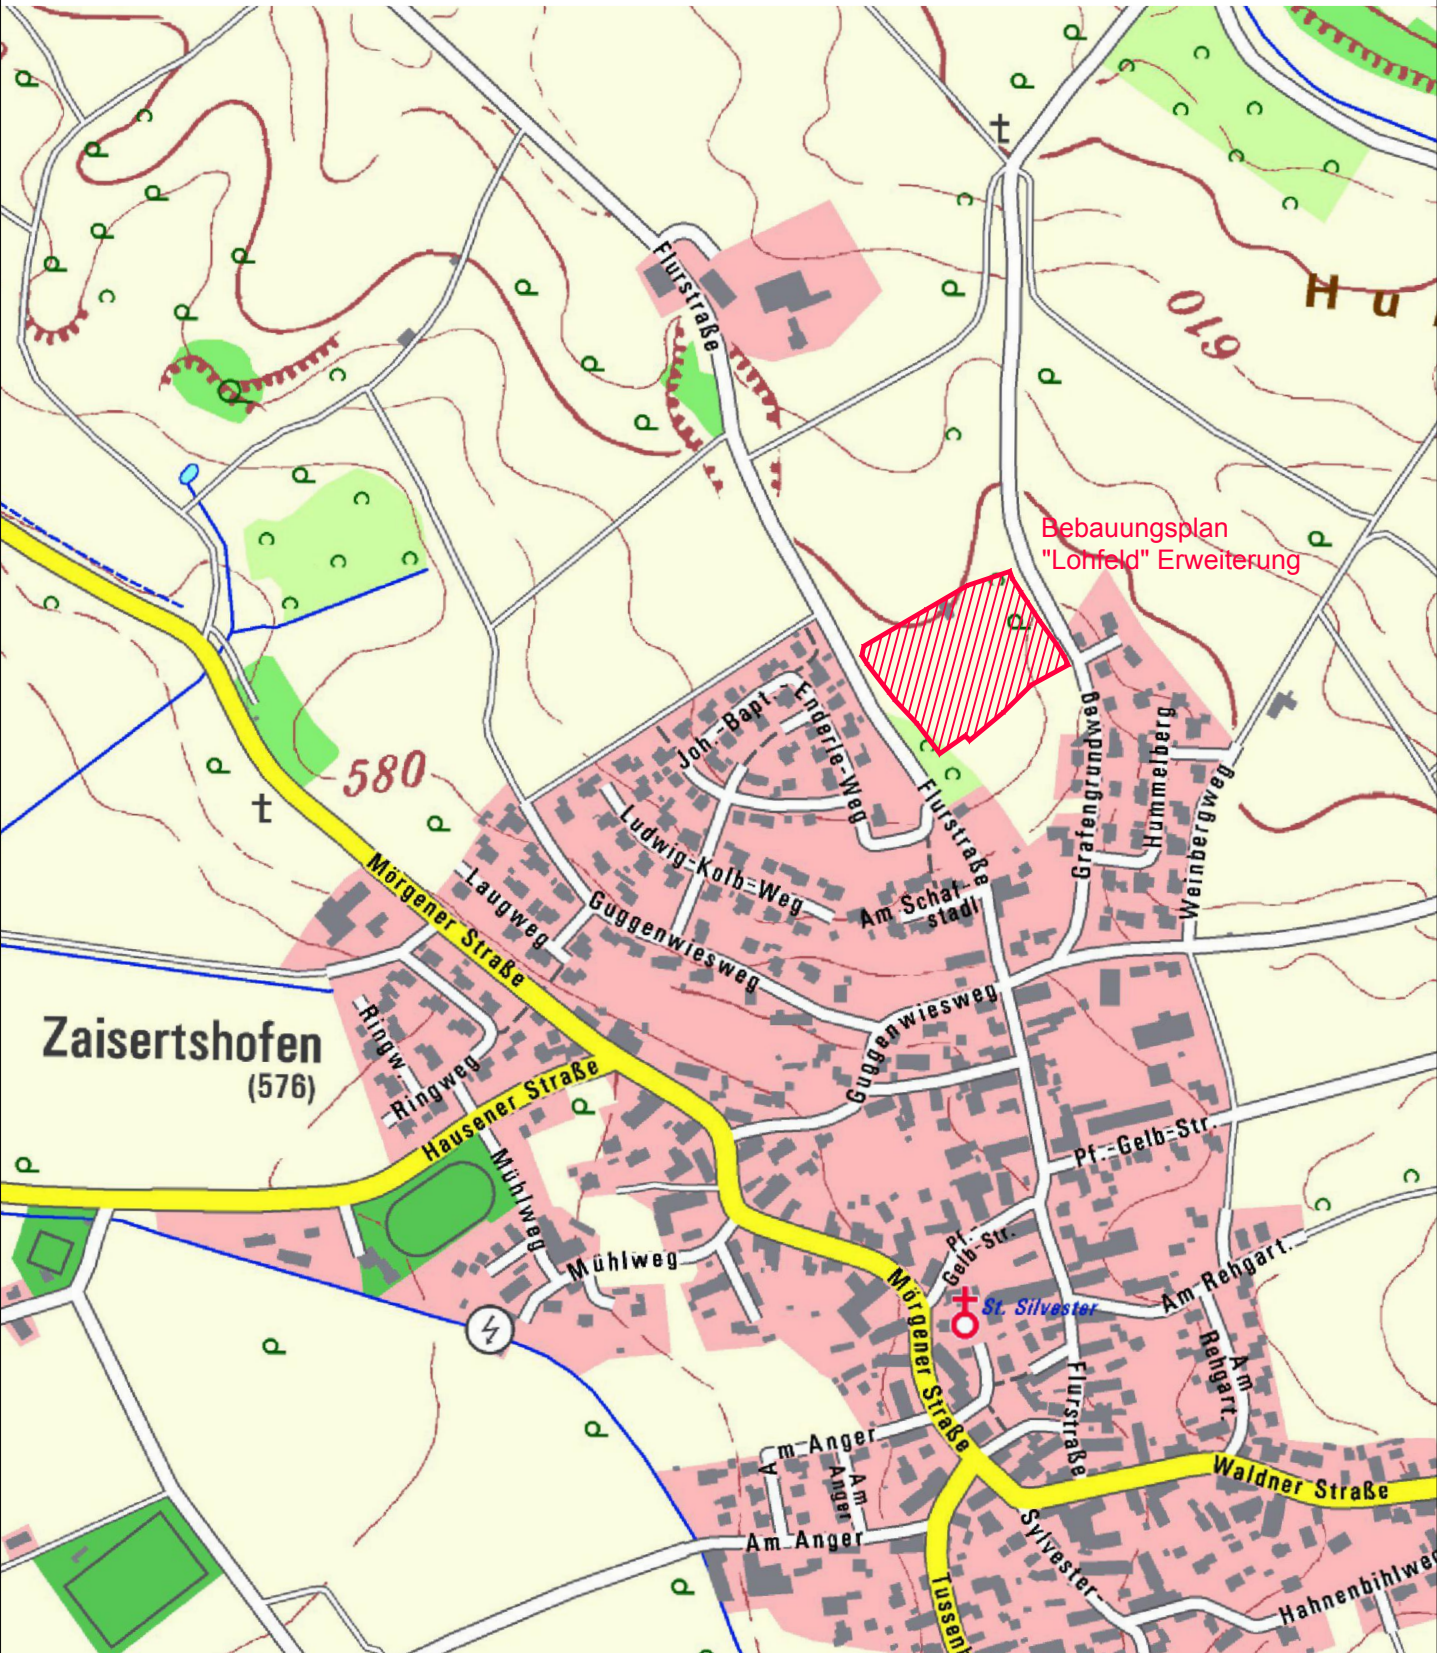 Flurstraße
Hu
610
Bebauungsplan
"Lohfeld" Erweiterung
Joh.-Bapt.-
Enderle-Weg
Grafengrundweg
Hummelberg
Weinbergweg
580
Ludwig-Kolb-Weg
Flurstraße
Mörgener Straße
Laugweg
Guggenwiesweg
Am Schaf-
stadl
Guggenwiesweg
Zaisertshofen
(576)
Ringw.
Ringweg
Hausener Straße
Pf.-Gelb-Str.
Mühlweg
Mühlweg
Pf.-
Gelb-Str.
Am Rehgart.
St. Silvester
Mörgener Straße
Am
Rehgart.
Flurstraße
Am Anger
Am
Anger
Waldner Straße
Am Anger
Sylvester-
Hahnenbihlwe
Tussenh